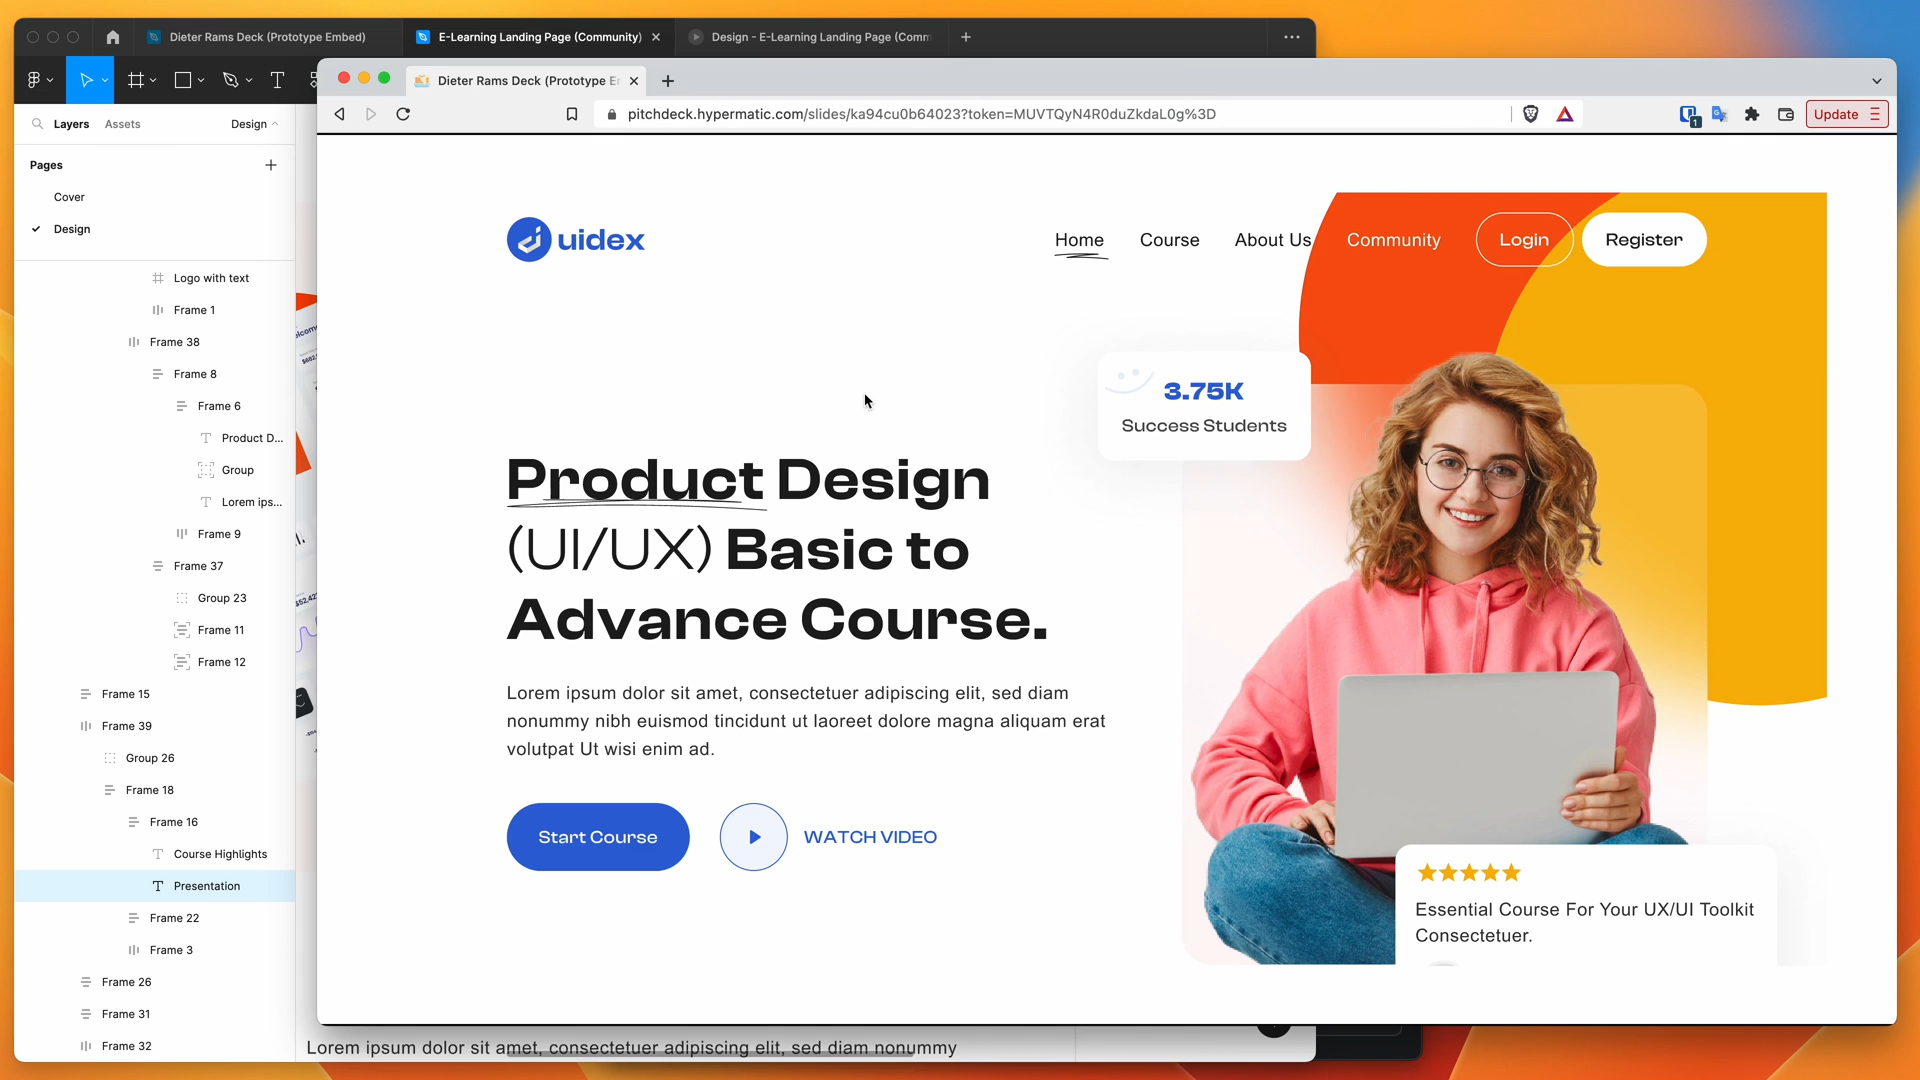 Dieter Rams Deck (Prototype Embed)
E-Learning Landing Page (Community)
Design - E-Learning Landing Page (Comm
Layers
Assets
Design
Pages
Cover
Design
Logo with text
Frame 1
Frame 38
Frame 8
Frame 6
Product D...
Group
Lorem ips...
Frame 9
Frame 37
Group 23
Frame 11
Frame 12
Frame 15
Frame 39
Group 26
Frame 18
Frame 16
Course Highlights
Presentation
Frame 22
Frame 3
Frame 26
Frame 31
Frame 32
Dieter Rams Deck (Prototype Er
pitchdeck.hypermatic.com/slides/ka94cu0b64023?token=MUVTQyN4R0duZkdaL0g%3D
1
Update
uidex
Home
Course
About Us
Community
Login
Register
3.75K
Success Students
Product Design
(UI/UX) Basic to
Advance Course.
Lorem ipsum dolor sit amet, consectetuer adipiscing elit, sed diam
nonummy nibh euismod tincidunt ut laoreet dolore magna aliquam erat
volutpat Ut wisi enim ad.
Start Course
WATCH VIDEO
Essential Course For Your UX/UI Toolkit
Consectetuer.
Lorem ipsum dolor sit amet, consectetuer adipiscing elit, sed diam nonummy